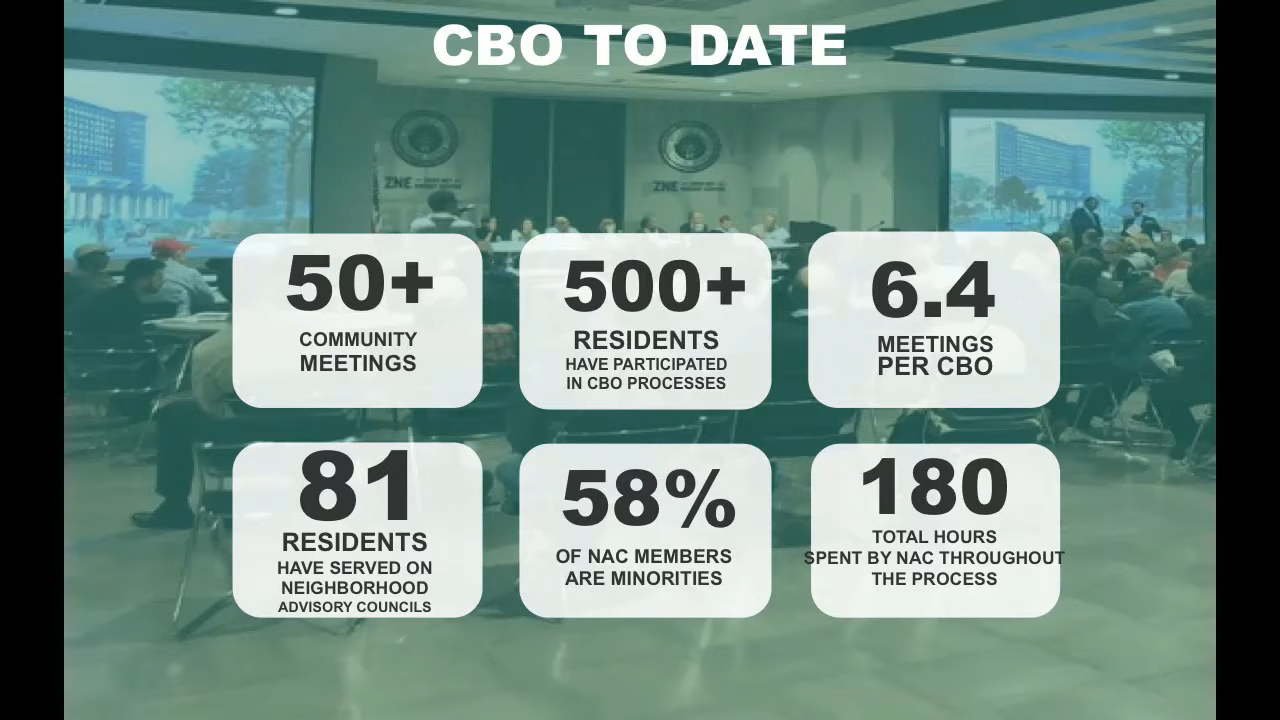 CBO TO DATE
ZNE
ZNE
50+
COMMUNITY
MEETINGS
500+
RESIDENTS
HAVE PARTICIPATED
IN CBO PROCESSES
6.4
MEETINGS
PER CBO
81
RESIDENTS
HAVE SERVED ON
NEIGHBORHOOD
ADVISORY COUNCILS
58%
OF NAC MEMBERS
ARE MINORITIES
180
TOTAL HOURS
SPENT BY NAC THROUGHOUT
THE PROCESS